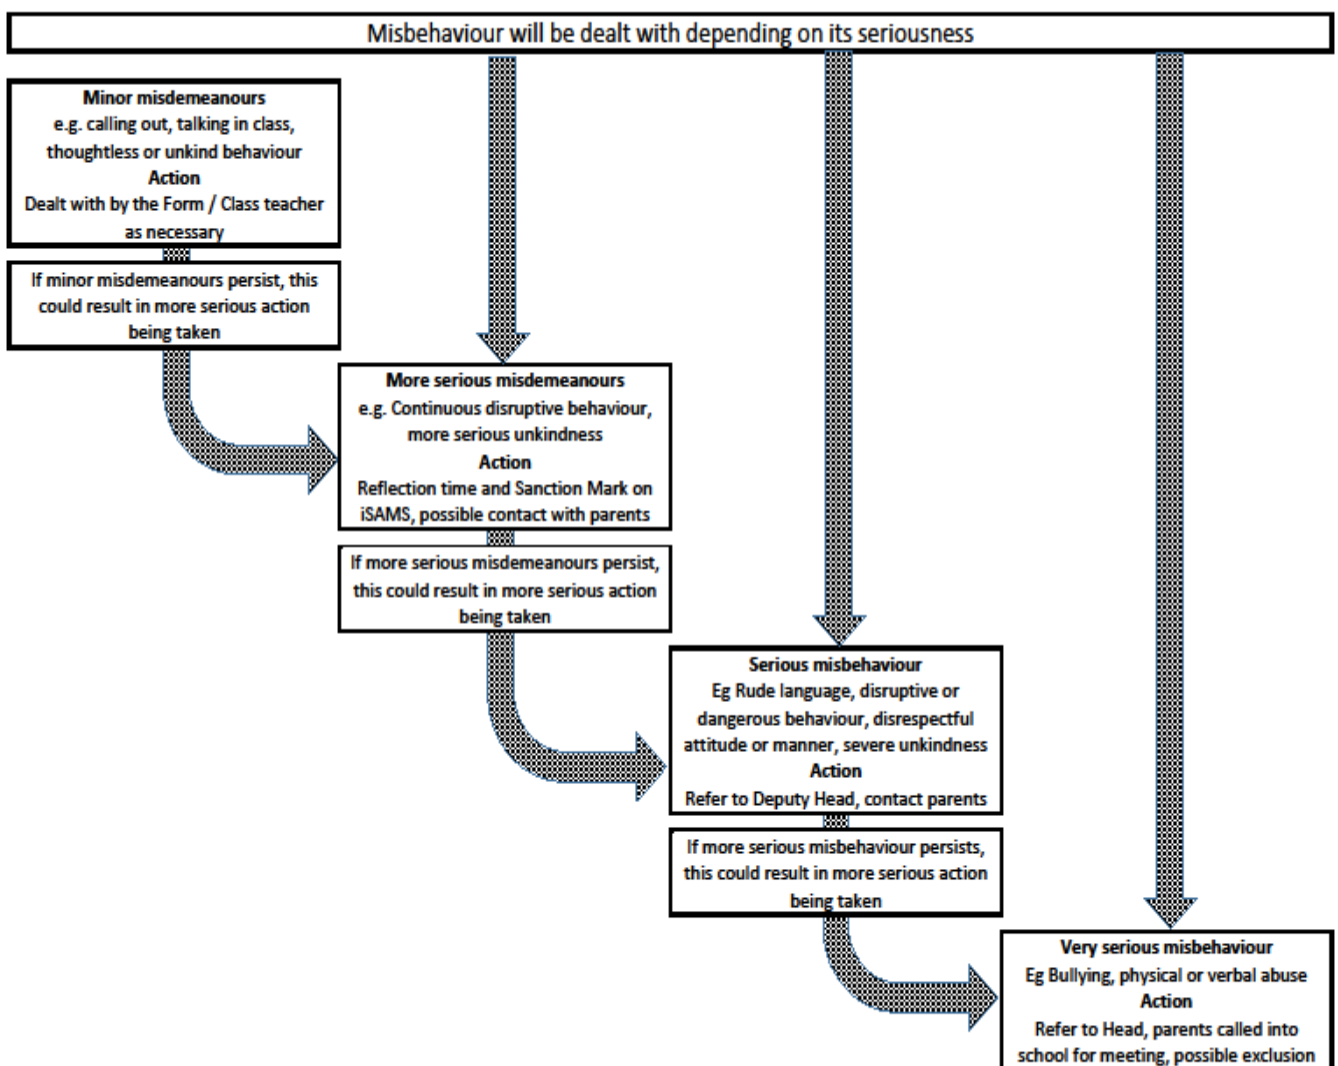 Misbehaviour will be dealt with depending on its seriousness
Minor misdemeanours
e.g. calling out, talking in class,
thoughtless or unkind behaviour
Action
Dealt with by the Form / Class teacher
as necessary
If minor misdemeanours persist, this
could result in more serious action
being taken
More serious misdemeanours
e.g. Continuous disruptive behaviour,
more serious unkindness
Action
Reflection time and Sanction Mark on
iSAMS, possible contact with parents
If more serious misdemeanours persist,
this could result in more serious action
being taken
Serious misbehaviour
Eg Rude language, disruptive or
dangerous behaviour, disrespectful
attitude or manner, severe unkindness
Action
Refer to Deputy Head, contact parents
If more serious misbehaviour persists,
this could result in more serious action
being taken
Very serious misbehaviour
Eg Bullying, physical or verbal abuse
Action
Refer to Head, parents called into
school for meeting, possible exclusion